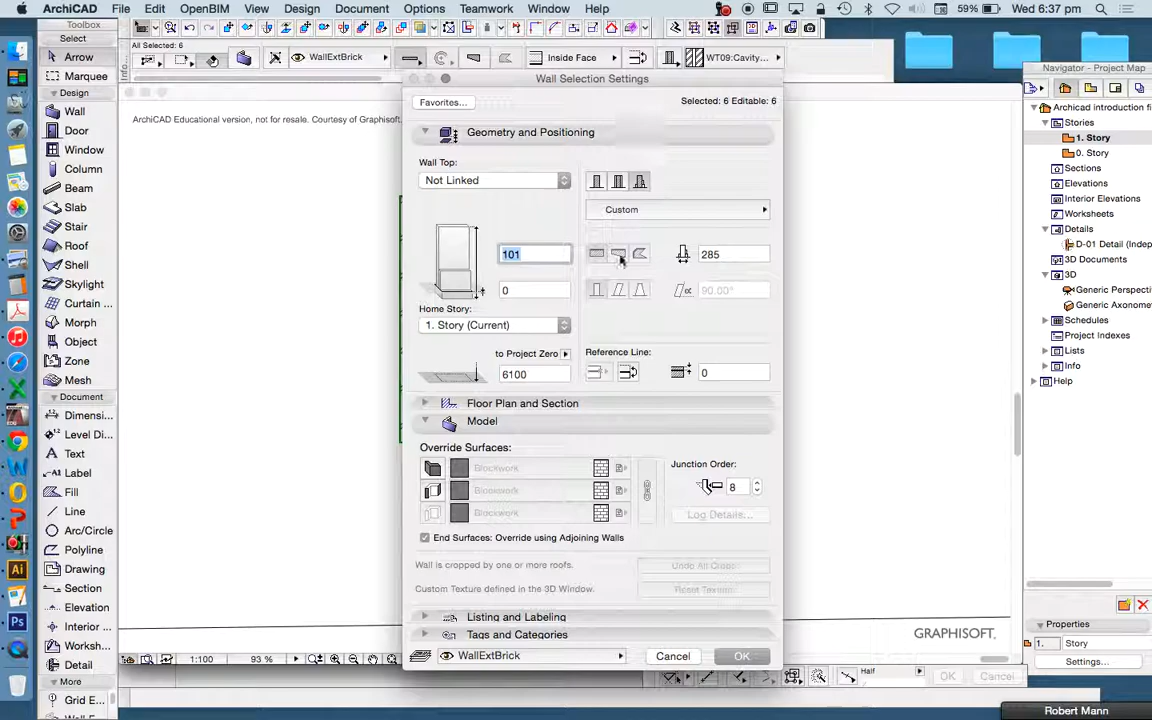 ArchiCAD File Edit OpenBIM View Design Document Options Teamwork Window Help 59% Wed 6:37 pm
Toolbox
Select
Arrow
Marquee
Design
Wall
Door
Window
Column
Beam
Slab
Stair
Roof
Shell
Skylight
Curtain ...
Morph
Object
Zone
Mesh
Document
Dimensi...
Level Di...
Text
Label
Fill
Line
Arc/Circle
Polyline
Drawing
Section
Elevation
Interior ...
Worksh...
Detail
More
Grid E...
All Selected: 6
WallExtBrick
Inside Face
WT09:Cavity...
ArchiCAD Educational version, not for resale. Courtesy of Graphisoft.
Wall Selection Settings
Favorites...
Selected: 6 Editable: 6
Geometry and Positioning
Wall Top:
Not Linked
Custom
101
285
0
90.00°
Home Story:
1. Story (Current)
to Project Zero
Reference Line:
6100
0
Floor Plan and Section
Model
Override Surfaces:
Blockwork
Blockwork
Blockwork
Junction Order:
8
Log Details...
End Surfaces: Override using Adjoining Walls
Wall is cropped by one or more roofs.
Undo All Crops
Custom Texture defined in the 3D Window.
Reset Texture
Listing and Labeling
Tags and Categories
WallExtBrick
Cancel
OK
GRAPHISOFT.
1:100
93 %
Half
OK
Cancel
Navigator - Project Map
Archicad introduction fi
Stories
1. Story
0. Story
Sections
Elevations
Interior Elevations
Worksheets
Details
D-01 Detail (Indep
3D Documents
3D
Generic Perspecti
Generic Axonome
Schedules
Project Indexes
Lists
Info
Help
Properties
1.
Story
Settings...
Robert Mann